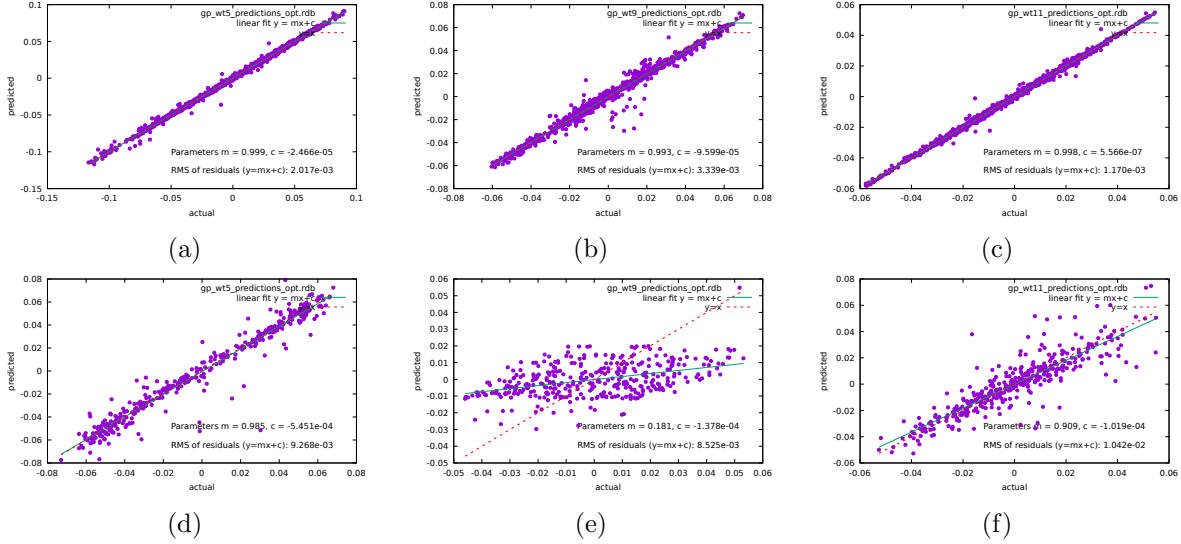 gp_wt5_predictions_opt.rdb
linear fit y = mx+c
y=x
predicted
0.1
0.05
0
-0.05
-0.1
-0.15
Parameters m = 0.999, c = -2.466e-05
RMS of residuals (y=mx+c): 2.017e-03
-0.15 -0.1 -0.05 0 0.05 0.1
actual
(a)
gp_wt9_predictions_opt.rdb
linear fit y = mx+c
y=x
predicted
0.08
0.06
0.04
0.02
0
-0.02
-0.04
-0.06
-0.08
Parameters m = 0.993, c = -9.599e-05
RMS of residuals (y=mx+c): 3.339e-03
-0.08 -0.06 -0.04 -0.02 0 0.02 0.04 0.06 0.08
actual
(b)
gp_wt11_predictions_opt.rdb
linear fit y = mx+c
y=x
predicted
0.06
0.04
0.02
0
-0.02
-0.04
-0.06
Parameters m = 0.998, c = 5.566e-07
RMS of residuals (y=mx+c): 1.170e-03
-0.06 -0.04 -0.02 0 0.02 0.04 0.06
actual
(c)
gp_wt5_predictions_opt.rdb
linear fit y = mx+c
y=x
predicted
0.08
0.06
0.04
0.02
0
-0.02
-0.04
-0.06
-0.08
Parameters m = 0.985, c = -5.451e-04
RMS of residuals (y=mx+c): 9.268e-03
-0.08 -0.06 -0.04 -0.02 0 0.02 0.04 0.06 0.08
actual
(d)
gp_wt9_predictions_opt.rdb
linear fit y = mx+c
y=x
predicted
0.06
0.05
0.04
0.03
0.02
0.01
0
-0.01
-0.02
-0.03
-0.04
-0.05
Parameters m = 0.181, c = -1.378e-04
RMS of residuals (y=mx+c): 8.525e-03
-0.05 -0.04 -0.03 -0.02 -0.01 0 0.01 0.02 0.03 0.04 0.05 0.06
actual
(e)
gp_wt11_predictions_opt.rdb
linear fit y = mx+c
y=x
predicted
0.08
0.06
0.04
0.02
0
-0.02
-0.04
-0.06
Parameters m = 0.909, c = -1.019e-04
RMS of residuals (y=mx+c): 1.042e-02
-0.06 -0.04 -0.02 0 0.02 0.04 0.06
actual
(f)